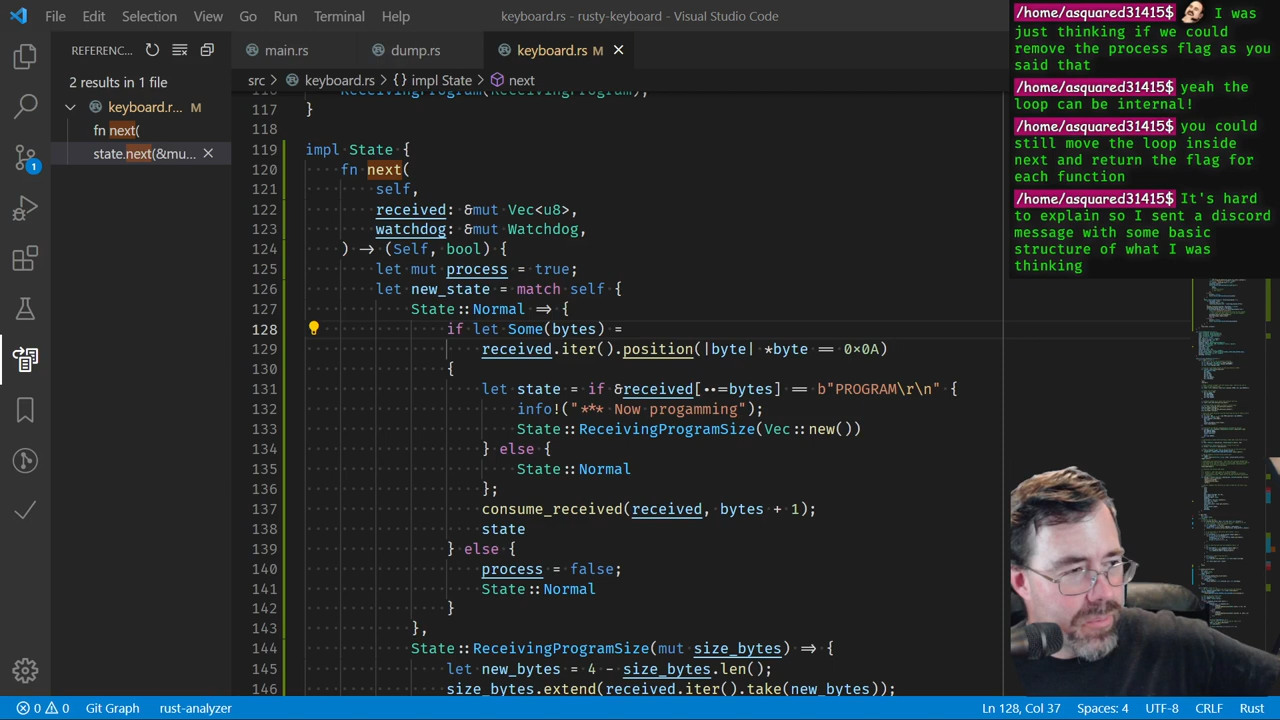 File Edit Selection View Go Run Terminal Help
keyboard.rs - rusty-keyboard - Visual Studio Code
REFERENC...
main.rs
dump.rs
keyboard.rs M
2 results in 1 file
src > keyboard.rs > {} impl State > next
keyboard.r... M
fn next(
state.next(&mu...
1
116 ReceivingProgram(ReceivingProgram),
117 }
118
119 impl State {
120 fn next(
121 self,
122 received: &mut Vec<u8>,
123 watchdog: &mut Watchdog,
124 ) -> (Self, bool) {
125 let mut process = true;
126 let new_state = match self {
127 State::Normal => {
128 if let Some(bytes) =
129 received.iter().position(|byte| *byte == 0x0A)
130 {
131 let state = if &received[..=bytes] == b"PROGRAM\r\n" {
132 info!("*** Now progamming");
133 State::ReceivingProgramSize(Vec::new())
134 } else {
135 State::Normal
136 };
137 consume_received(received, bytes + 1);
138 state
139 } else {
140 process = false;
141 State::Normal
142 }
143 },
144 State::ReceivingProgramSize(mut size_bytes) => {
145 let new_bytes = 4 - size_bytes.len();
146 size_bytes.extend(received.iter().take(new_bytes));
/home/asquared31415$ I was
just thinking if we could
remove the process flag as you
said that
/home/asquared31415$ yeah the
loop can be internal!
/home/asquared31415$ you could
still move the loop inside
next and return the flag for
each function
/home/asquared31415$ It's hard
to explain so I sent a discord
message with some basic
structure of what I was
thinking
0 0 Git Graph rust-analyzer
Ln 128, Col 37 Spaces: 4 UTF-8 CRLF Rust